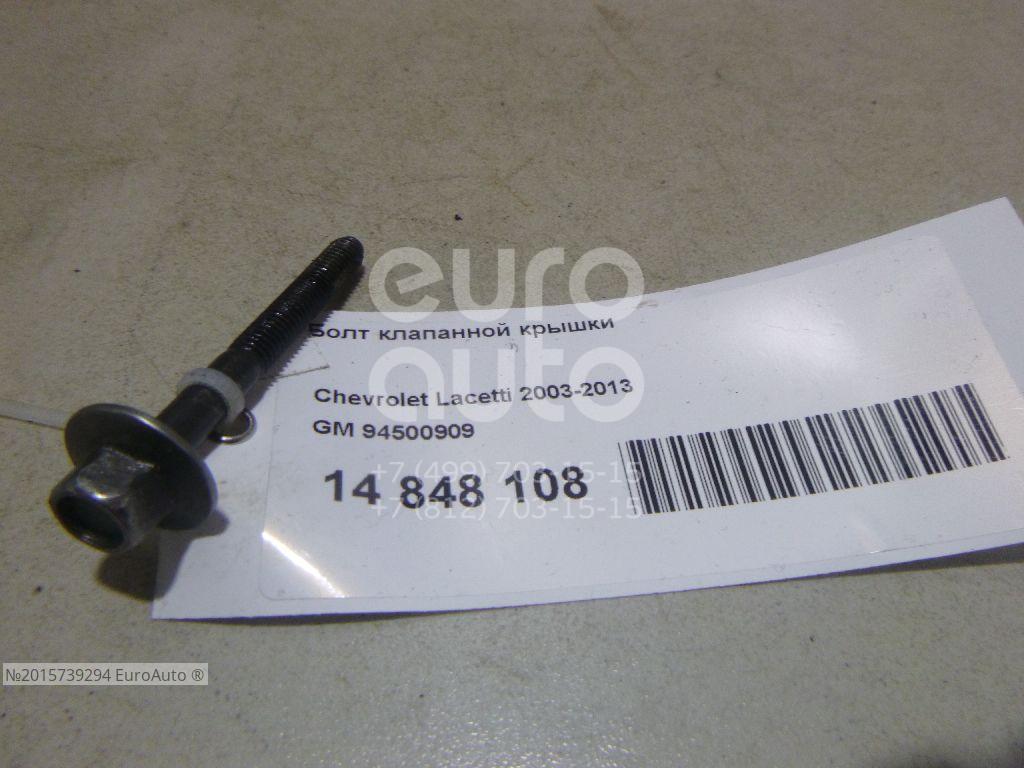 euro
auto
Болт клапанной крышки
Chevrolet Lacetti 2003-2013
GM 94500909
14 848 108
+7 (499) 703-15-15
+7 (812) 703-15-15
№2015739294 EuroAuto ®